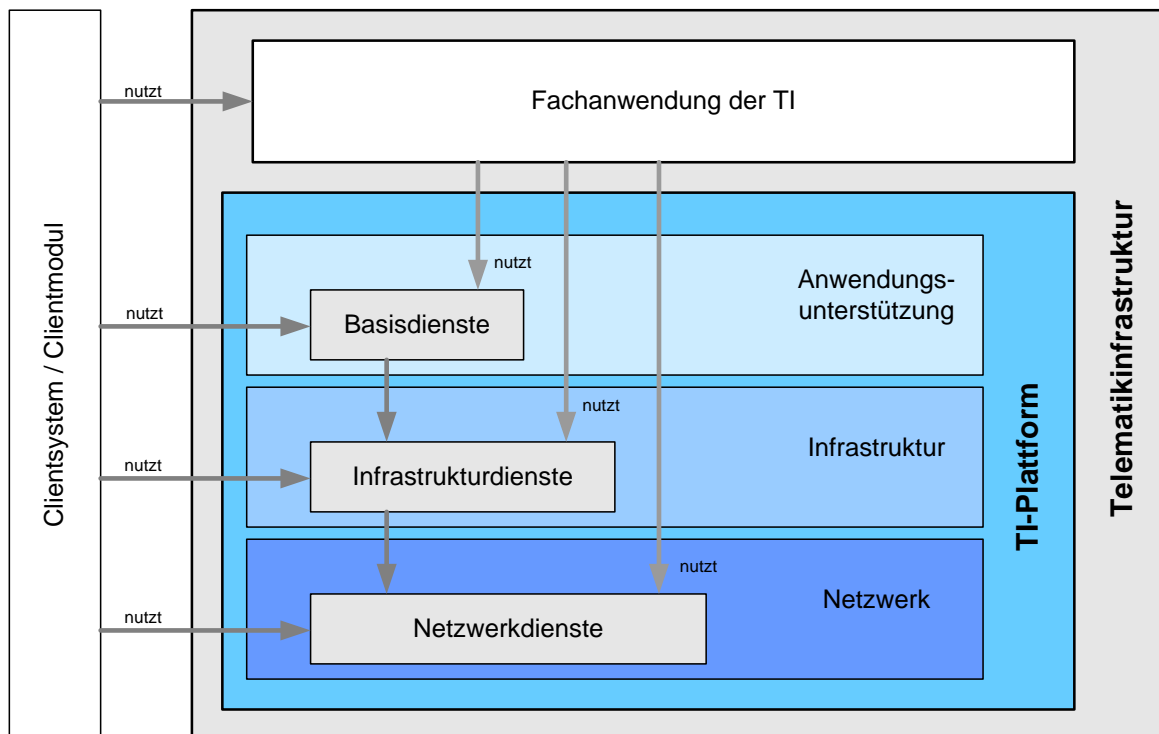 Clientsystem / Clientmodul
nutzt
Fachanwendung der TI
Telematikinfrastruktur
TI-Plattform
nutzt
Anwendungs-
unterstützung
nutzt
Basisdienste
nutzt
Infrastruktur
nutzt
Infrastrukturdienste
nutzt
Netzwerk
nutzt
Netzwerkdienste